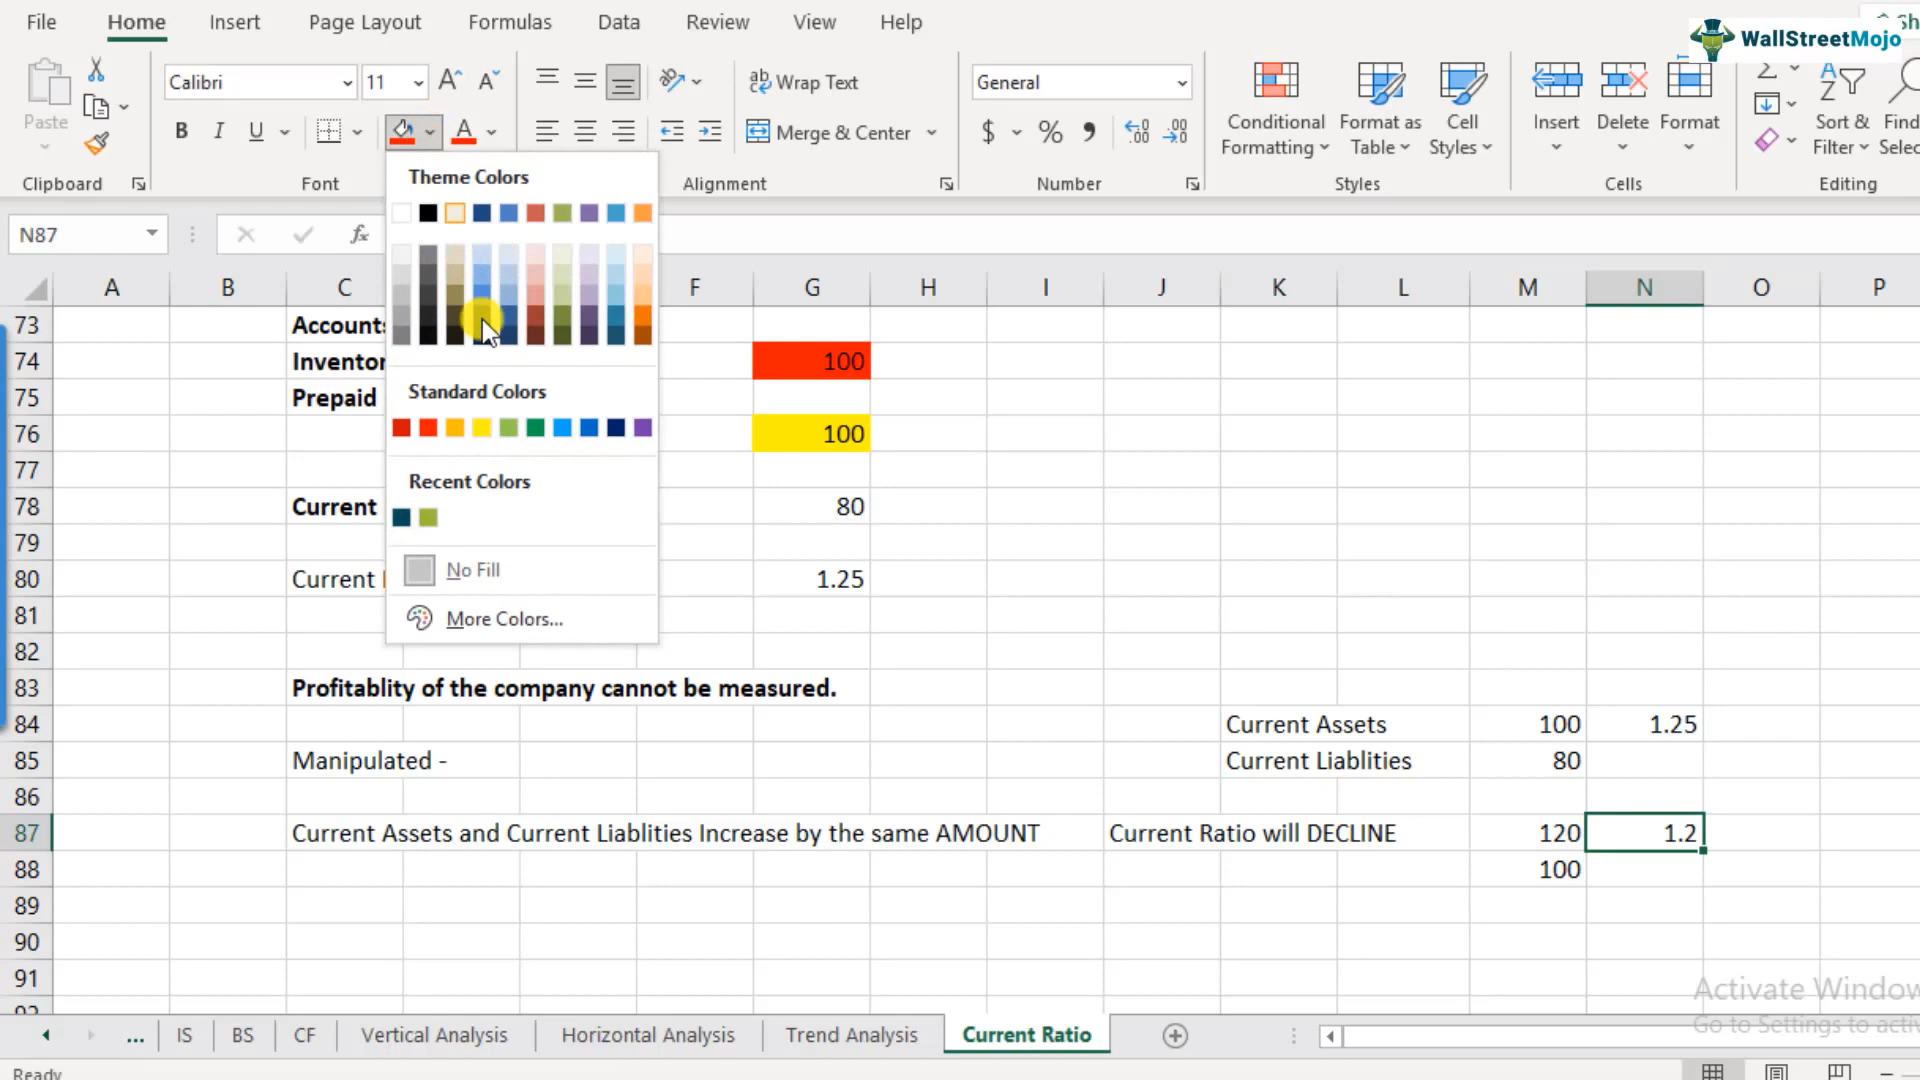 File Home Insert Page Layout Formulas Data Review View Help
WallStreetMojo
Paste
Calibri 11
B I U
ab Wrap Text
Merge & Center
General
$ % 9
Conditional Formatting
Format as Table
Cell Styles
Insert Delete Format
Sort & Filter
Find
Clipboard Font Alignment Number Styles Cells Editing
Theme Colors
Standard Colors
Recent Colors
No Fill
More Colors...
N87 fx
A B C F G H I J K L M N O P
73 Accounts
74 Inventor 100
75 Prepaid
76 100
77
78 Current 80
79
80 Current 1.25
81
82
83 Profitablity of the company cannot be measured.
84 Current Assets 100 1.25
85 Manipulated - Current Liablities 80
86
87 Current Assets and Current Liablities Increase by the same AMOUNT Current Ratio will DECLINE 120 1.2
88 100
89
90
91
Activate Window
Go to Settings to activ
... IS BS CF Vertical Analysis Horizontal Analysis Trend Analysis Current Ratio
Ready